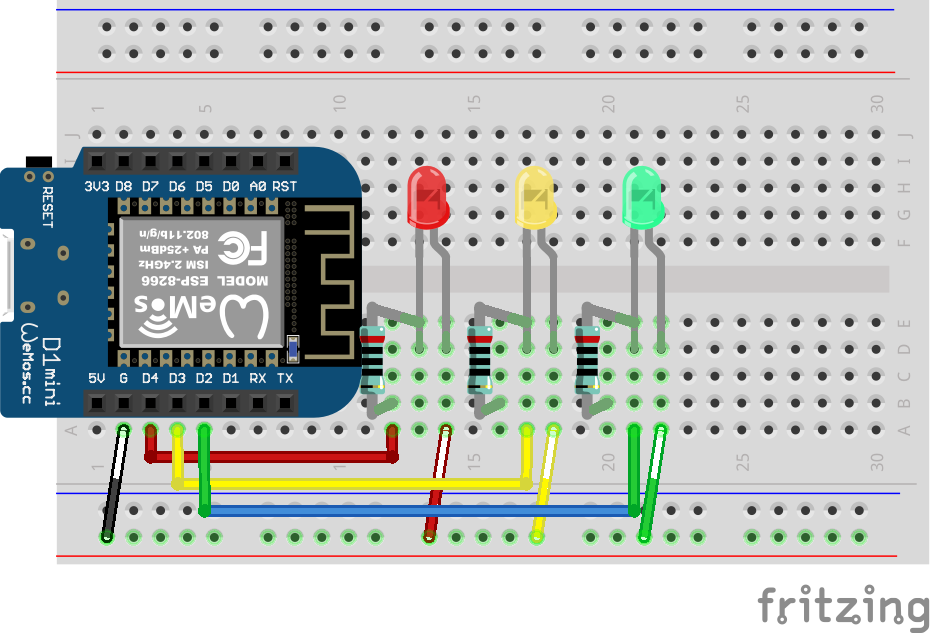 1 5 10 15 20 25 30
J J
I I
H H
G G
F F
3V3 D8 D7 D6 D5 D0 A0 RST
RESET
802.11b/g/n
PA +25dBm
ISM 2.4GHz
MODEL ESP-8266
FC
WeMos
D1 mini
WeMos.cc
5V G D4 D3 D2 D1 RX TX
E E
D D
C C
B B
A A
1 1 15 20 25 30
fritzing